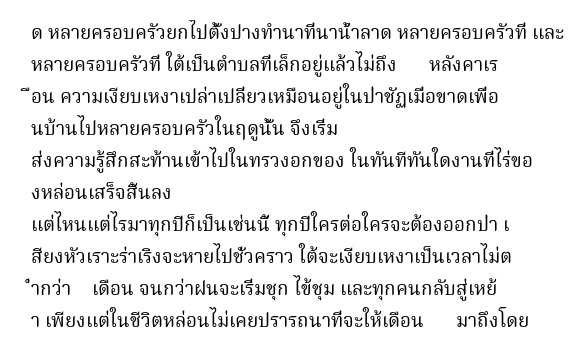 ด หลายครอบครัวยกไปตั้งปางทำนาที่นาน้ำลาด หลายครอบครัวที่ และ
หลายครอบครัวที่ ใต้เป็นตำบลที่เล็กอยู่แล้วไม่ถึง หลังคาเร
ือน ความเงียบเหงาเปล่าเปลี่ยวเหมือนอยู่ในป่าชัฏเมื่อขาดเพื่อ
นบ้านไปหลายครอบครัวในฤดูนั้น จึงเริ่ม
ส่งความรู้สึกสะท้านเข้าไปในทรวงอกของ ในทันทีทันใดงานที่ไร่ขอ
งหล่อนเสร็จสิ้นลง
แต่ไหนแต่ไรมาทุกปีก็เป็นเช่นนี้ ทุกปีใครต่อใครจะต้องออกป่า เ
สียงหัวเราะร่าเริงจะหายไปชั่วคราว ใต้จะเงียบเหงาเป็นเวลาไม่ต
่ำกว่า เดือน จนกว่าฝนจะเริ่มชุก ไข้ชุม และทุกคนกลับสู่เหย้
า เพียงแต่ในชีวิตหล่อนไม่เคยปรารถนาที่จะให้เดือน มาถึงโดย